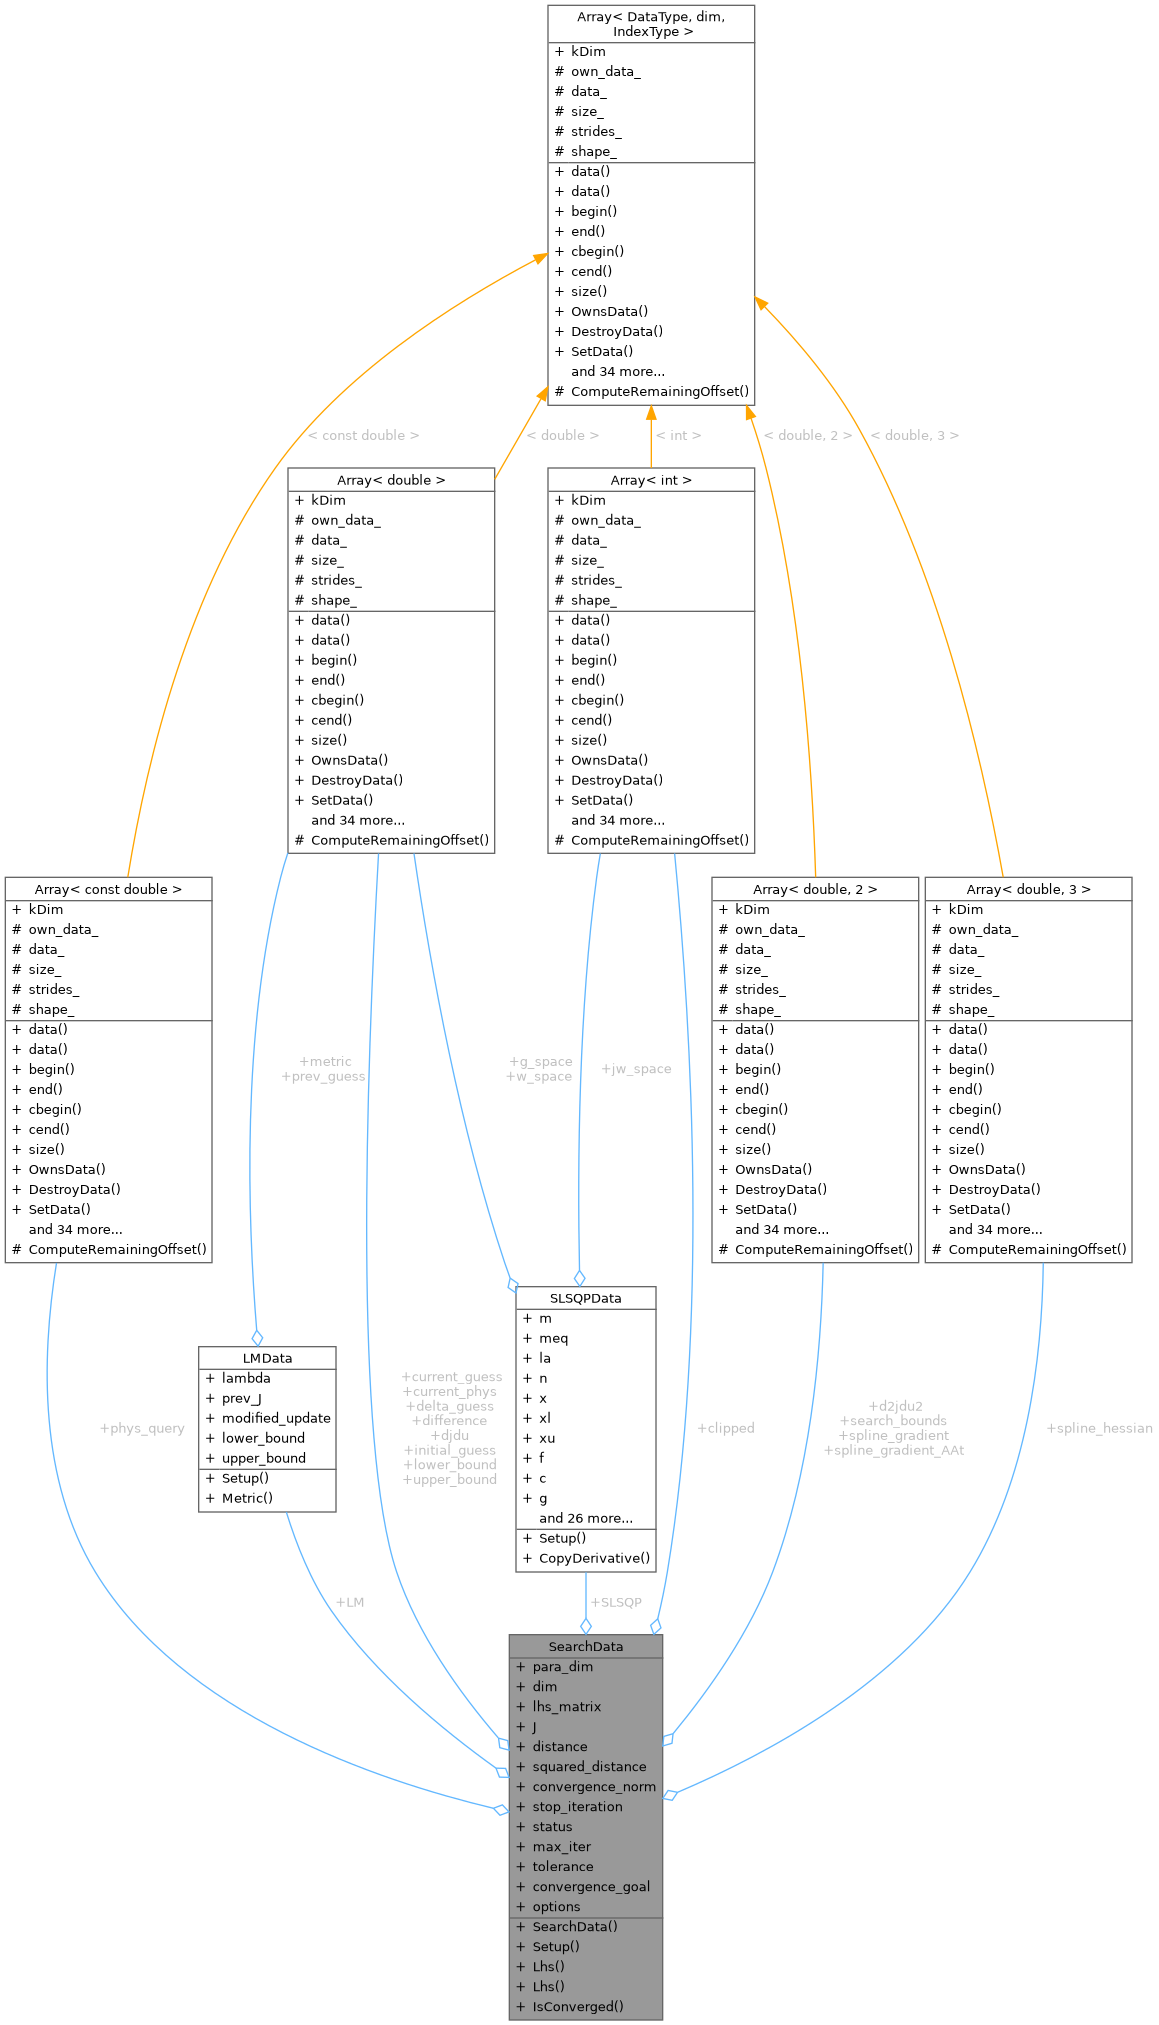 Array< DataType, dim,
IndexType >
+ kDim
# own_data_
# data_
# size_
# strides_
# shape_
+ data()
+ data()
+ begin()
+ end()
+ cbegin()
+ cend()
+ size()
+ OwnsData()
+ DestroyData()
+ SetData()
and 34 more...
# ComputeRemainingOffset()
< const double >
< double >
< int >
< double, 2 >
< double, 3 >
Array< double >
+ kDim
# own_data_
# data_
# size_
# strides_
# shape_
+ data()
+ data()
+ begin()
+ end()
+ cbegin()
+ cend()
+ size()
+ OwnsData()
+ DestroyData()
+ SetData()
and 34 more...
# ComputeRemainingOffset()
Array< int >
+ kDim
# own_data_
# data_
# size_
# strides_
# shape_
+ data()
+ data()
+ begin()
+ end()
+ cbegin()
+ cend()
+ size()
+ OwnsData()
+ DestroyData()
+ SetData()
and 34 more...
# ComputeRemainingOffset()
Array< const double >
+ kDim
# own_data_
# data_
# size_
# strides_
# shape_
+ data()
+ data()
+ begin()
+ end()
+ cbegin()
+ cend()
+ size()
+ OwnsData()
+ DestroyData()
+ SetData()
and 34 more...
# ComputeRemainingOffset()
Array< double, 2 >
+ kDim
# own_data_
# data_
# size_
# strides_
# shape_
+ data()
+ data()
+ begin()
+ end()
+ cbegin()
+ cend()
+ size()
+ OwnsData()
+ DestroyData()
+ SetData()
and 34 more...
# ComputeRemainingOffset()
Array< double, 3 >
+ kDim
# own_data_
# data_
# size_
# strides_
# shape_
+ data()
+ data()
+ begin()
+ end()
+ cbegin()
+ cend()
+ size()
+ OwnsData()
+ DestroyData()
+ SetData()
and 34 more...
# ComputeRemainingOffset()
+metric
+prev_guess
+g_space
+w_space
+jw_space
LMData
+ lambda
+ prev_J
+ modified_update
+ lower_bound
+ upper_bound
+ Setup()
+ Metric()
SLSQPData
+ m
+ meq
+ la
+ n
+ x
+ xl
+ xu
+ f
+ c
+ g
and 26 more...
+ Setup()
+ CopyDerivative()
+phys_query
+current_guess
+current_phys
+delta_guess
+difference
+djdu
+initial_guess
+lower_bound
+upper_bound
+clipped
+d2jdu2
+search_bounds
+spline_gradient
+spline_gradient_AAt
+spline_hessian
+LM
+SLSQP
SearchData
+ para_dim
+ dim
+ lhs_matrix
+ J
+ distance
+ squared_distance
+ convergence_norm
+ stop_iteration
+ status
+ max_iter
+ tolerance
+ convergence_goal
+ options
+ SearchData()
+ Setup()
+ Lhs()
+ Lhs()
+ IsConverged()